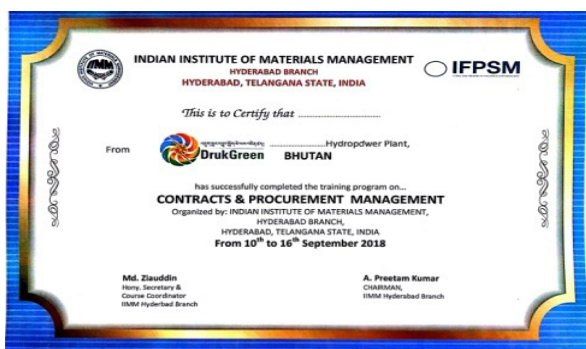 INDIAN INSTITUTE OF MATERIALS MANAGEMENT
HYDERABAD BRANCH
HYDERABAD, TELANGANA STATE, INDIA
IIMM
IFPSM
This is to Certify that ........................
From
DrukGreen
.................Hydropdwer Plant,
BHUTAN
has successfully completed the training program on...
CONTRACTS & PROCUREMENT MANAGEMENT
Organized by: INDIAN INSTITUTE OF MATERIALS MANAGEMENT,
HYDERABAD BRANCH,
HYDERABAD, TELANGANA STATE, INDIA
From 10th to 16th September 2018
Md. Ziauddin
Hony. Secretary &
Course Coordinator
IIMM Hyderbad Branch
A. Preetam Kumar
CHAIRMAN,
IIMM Hyderabad Branch